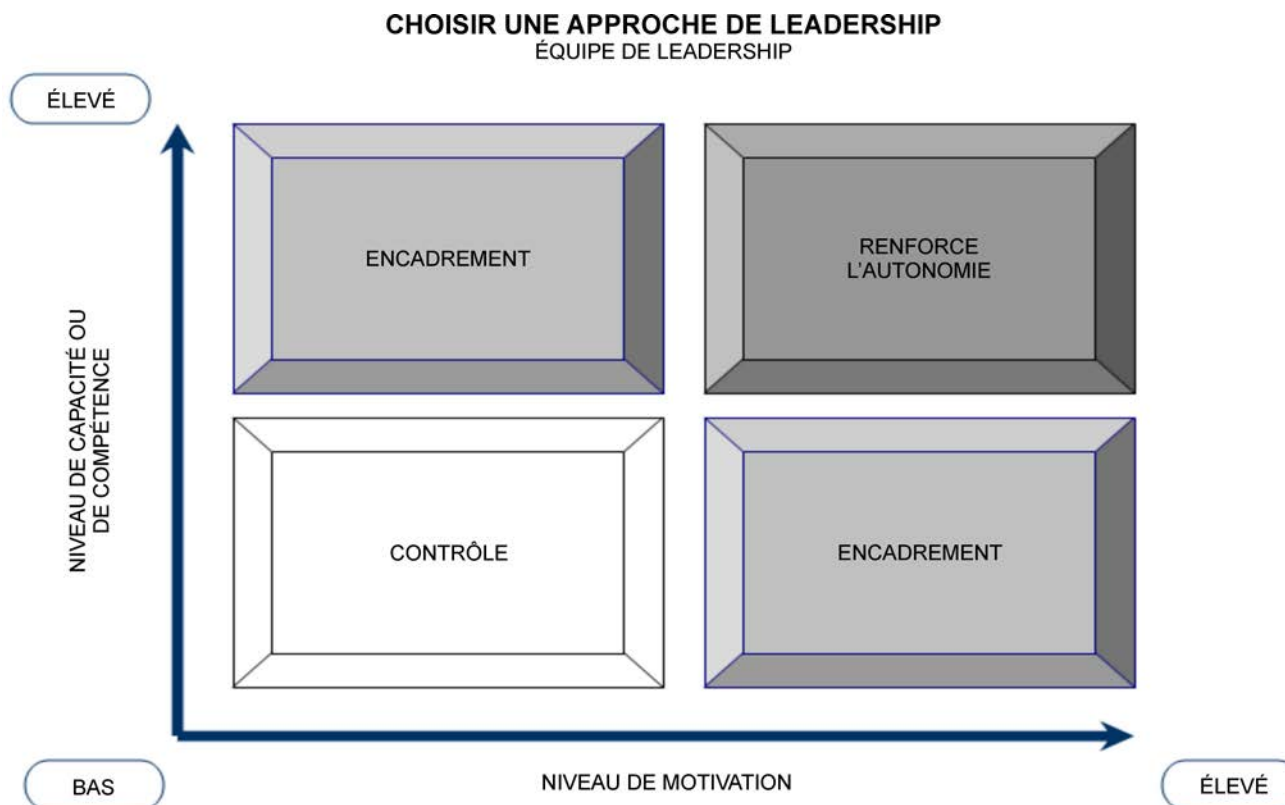 CHOISIR UNE APPROCHE DE LEADERSHIP
ÉQUIPE DE LEADERSHIP
ÉLEVÉ
ENCADREMENT
RENFORCE
L'AUTONOMIE
NIVEAU DE CAPACITÉ OU
DE COMPÉTENCE
CONTRÔLE
ENCADREMENT
BAS
NIVEAU DE MOTIVATION
ÉLEVÉ